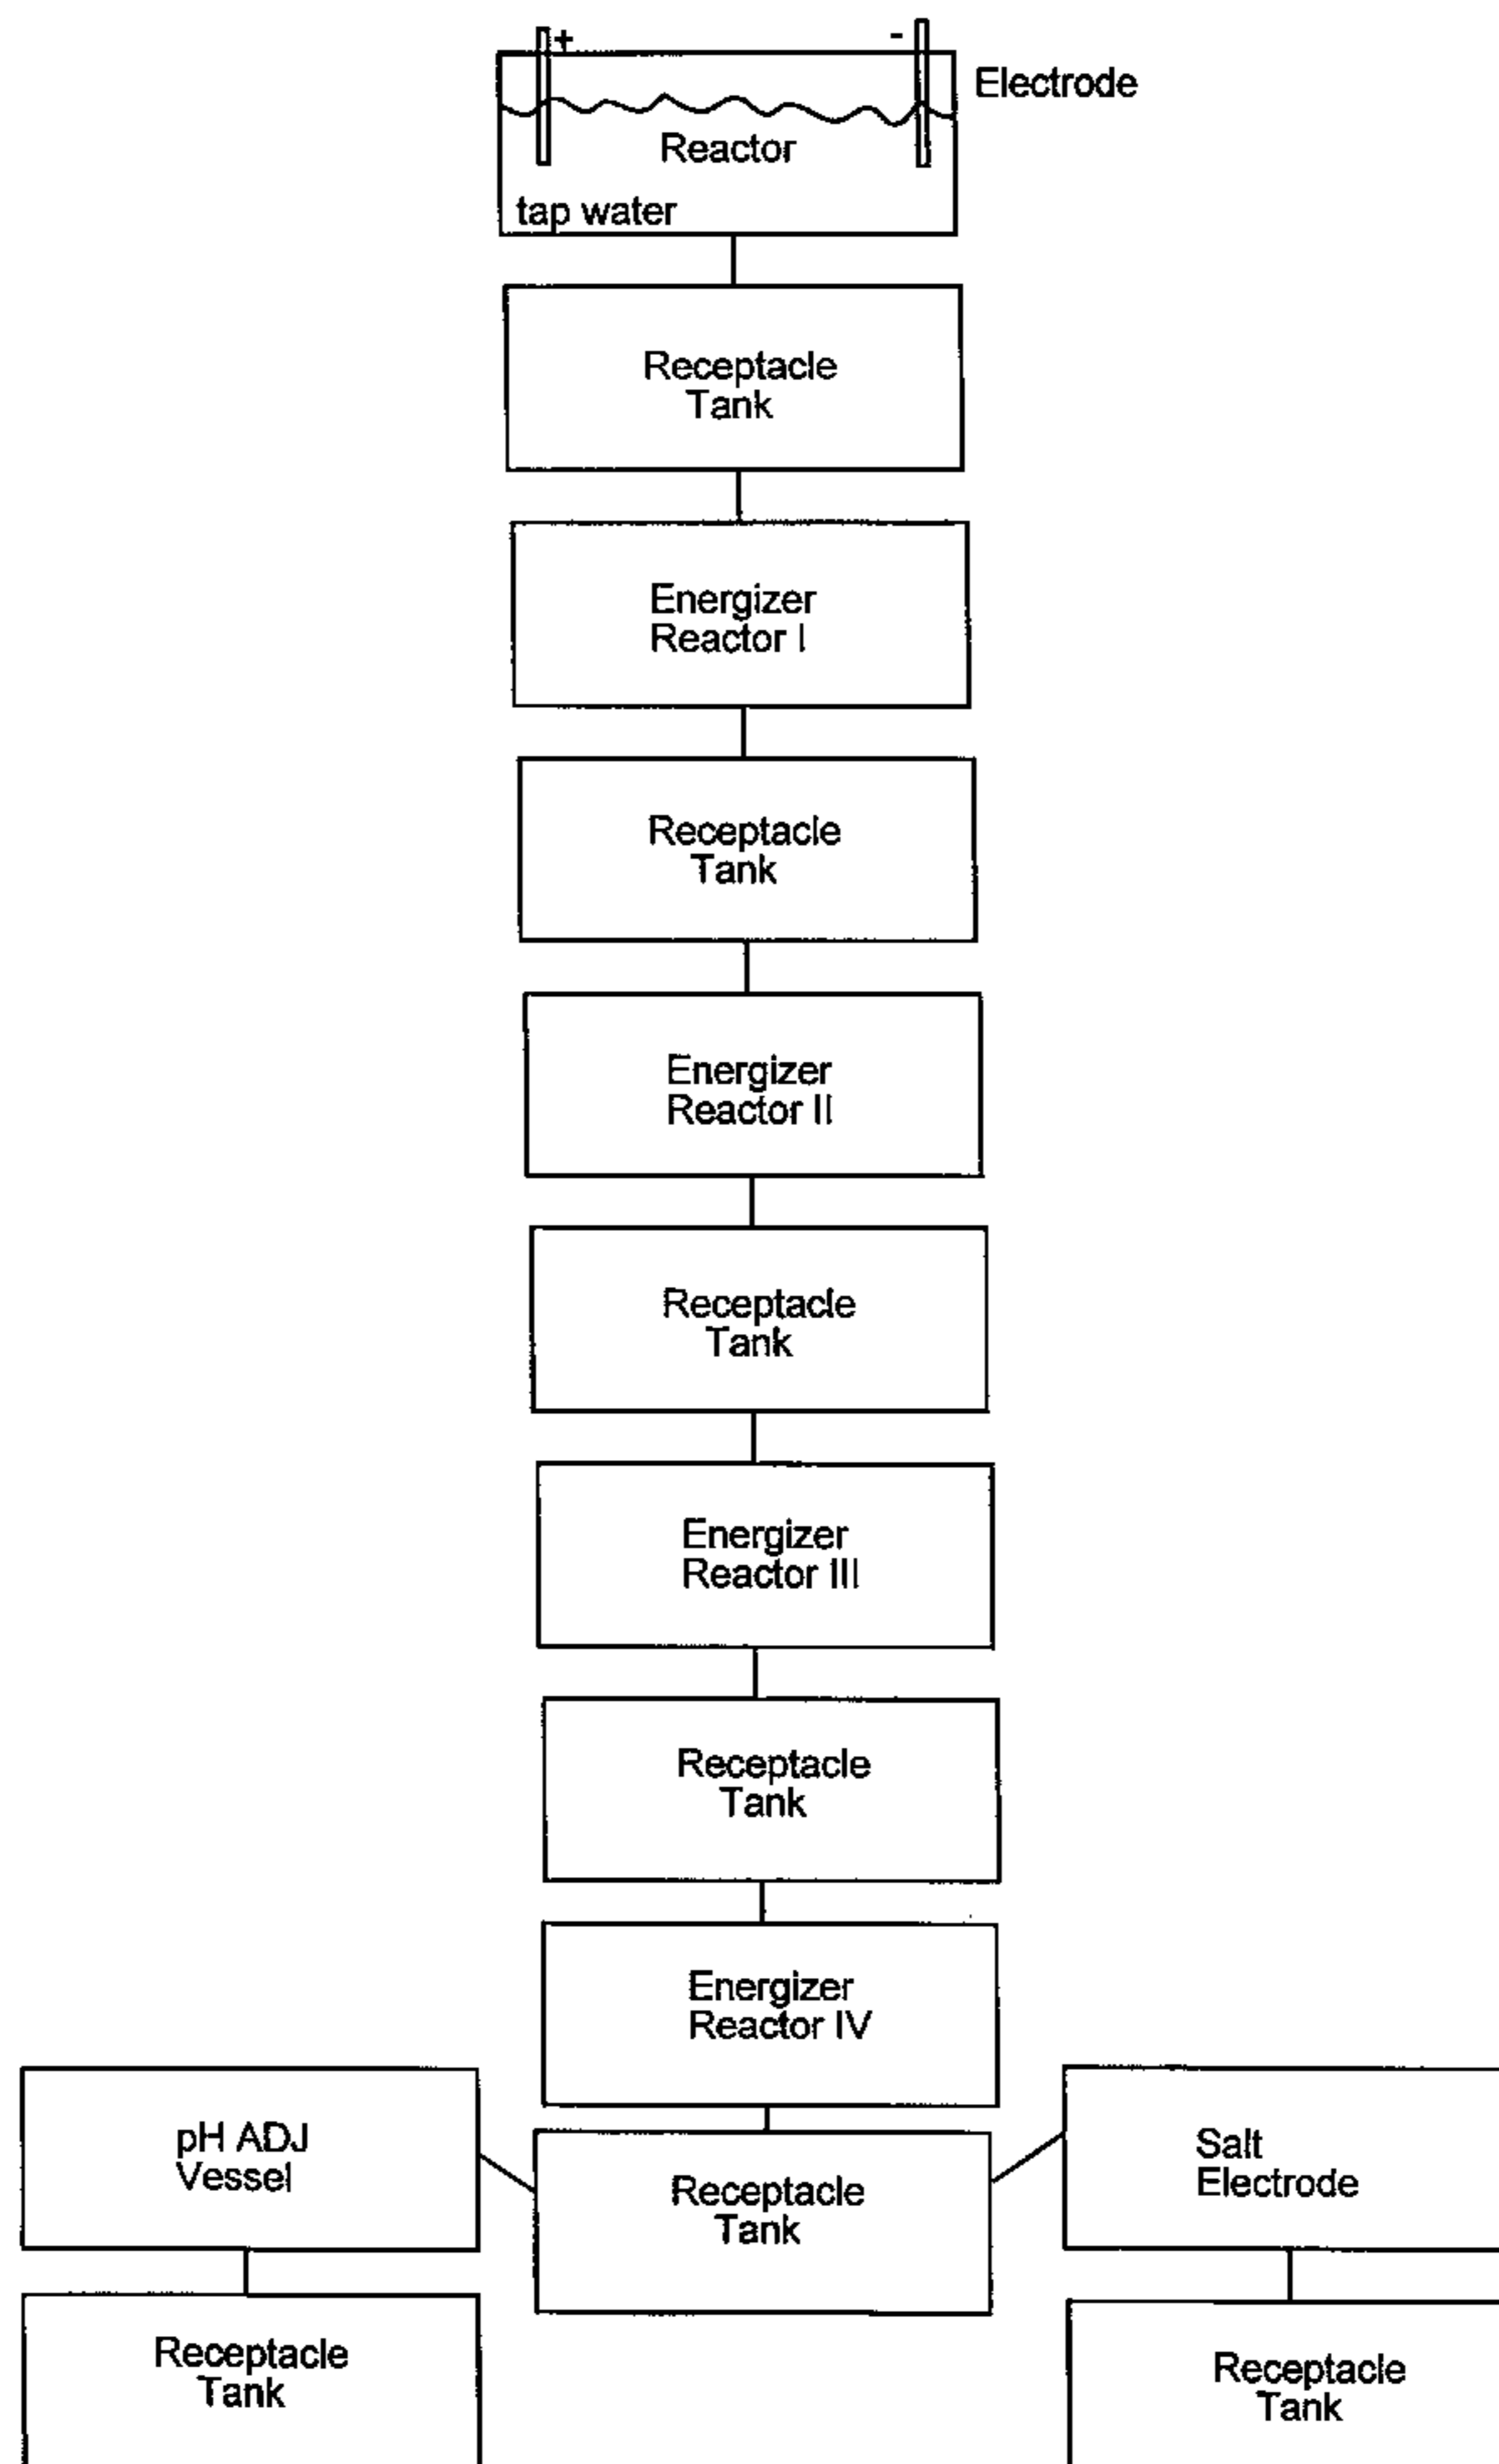 +
-
Electrode
Reactor
tap water
Receptacle
Tank
Energizer
Reactor I
Receptacle
Tank
Energizer
Reactor II
Receptacle
Tank
Energizer
Reactor III
Receptacle
Tank
Energizer
Reactor IV
pH ADJ
Vessel
Receptacle
Tank
Salt
Electrode
Receptacle
Tank
Receptacle
Tank